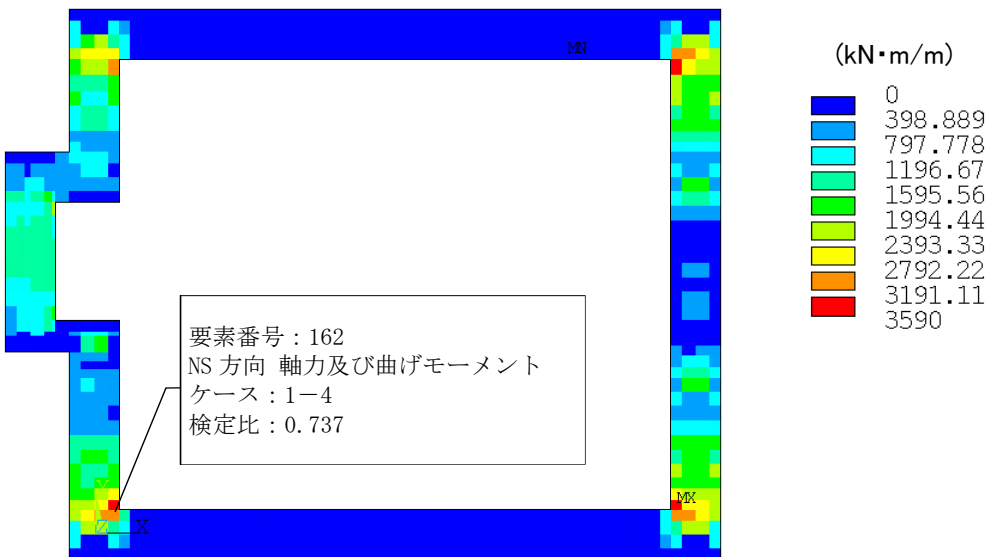 MN
(kN・m/m)
0
398.889
797.778
1196.67
1595.56
1994.44
2393.33
2792.22
3191.11
3590
要素番号：162
NS 方向 軸力及び曲げモーメント
ケース：1－4
検定比：0.737
MX
Y
Z
X